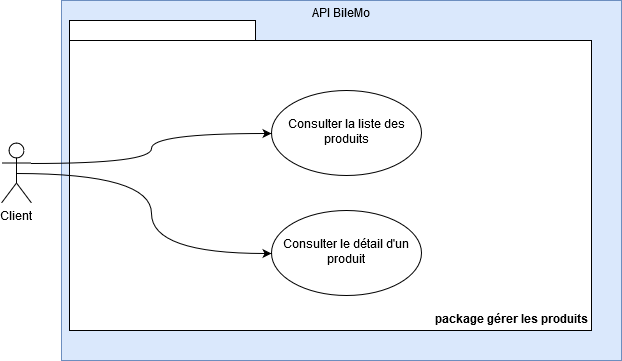 API BileMo
Consulter la liste des
produits
Client
Consulter le détail d'un
produit
package gérer les produits